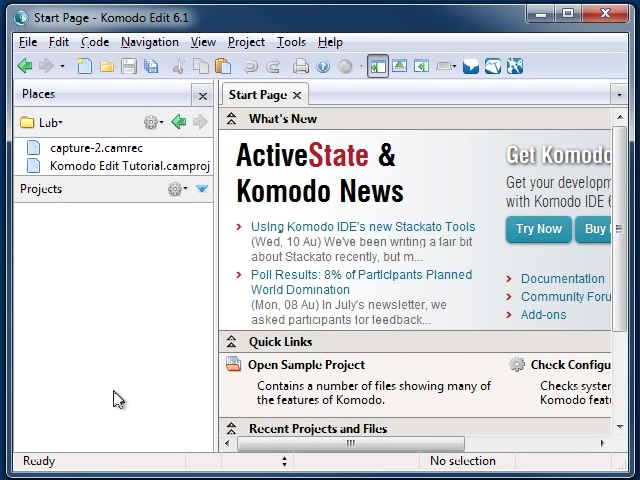 Start Page - Komodo Edit 6.1
File Edit Code Navigation View Project Tools Help
Places
Start Page
Lab
What's New
capture-2.camrec
Komodo Edit Tutorial.camproj
Projects
ActiveState &
Komodo News
Using Komodo IDE's new Stackato Tools
(Wed, 10 Au) We've been writing a fair bit
about Stackato recently, but m...
Poll Results: 8% of Participants Planned
World Domination
(Mon, 08 Au) In July's newsletter, we
asked participants for feedback...
Get Komodo
Get your developm
with Komodo IDE 6
Try Now
Buy
Documentation
Community Foru
Add-ons
Quick Links
Open Sample Project
Contains a number of files showing many of
the features of Komodo.
Check Configu
Checks system
Komodo featu
Recent Projects and Files
Ready
No selection